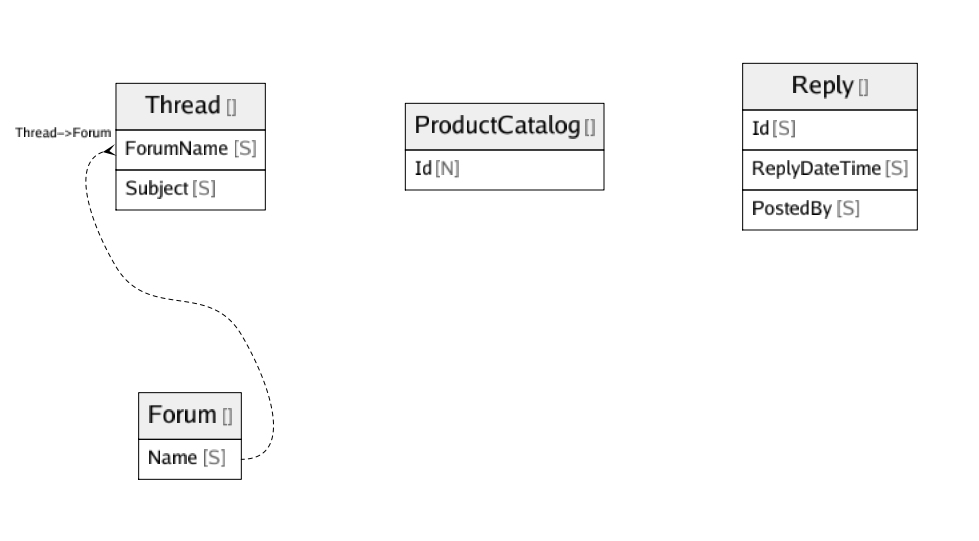 Thread []
Thread->Forum
ForumName [S]
Subject [S]
ProductCatalog []
Id [N]
Reply []
Id [S]
ReplyDateTime [S]
PostedBy [S]
Forum []
Name [S]